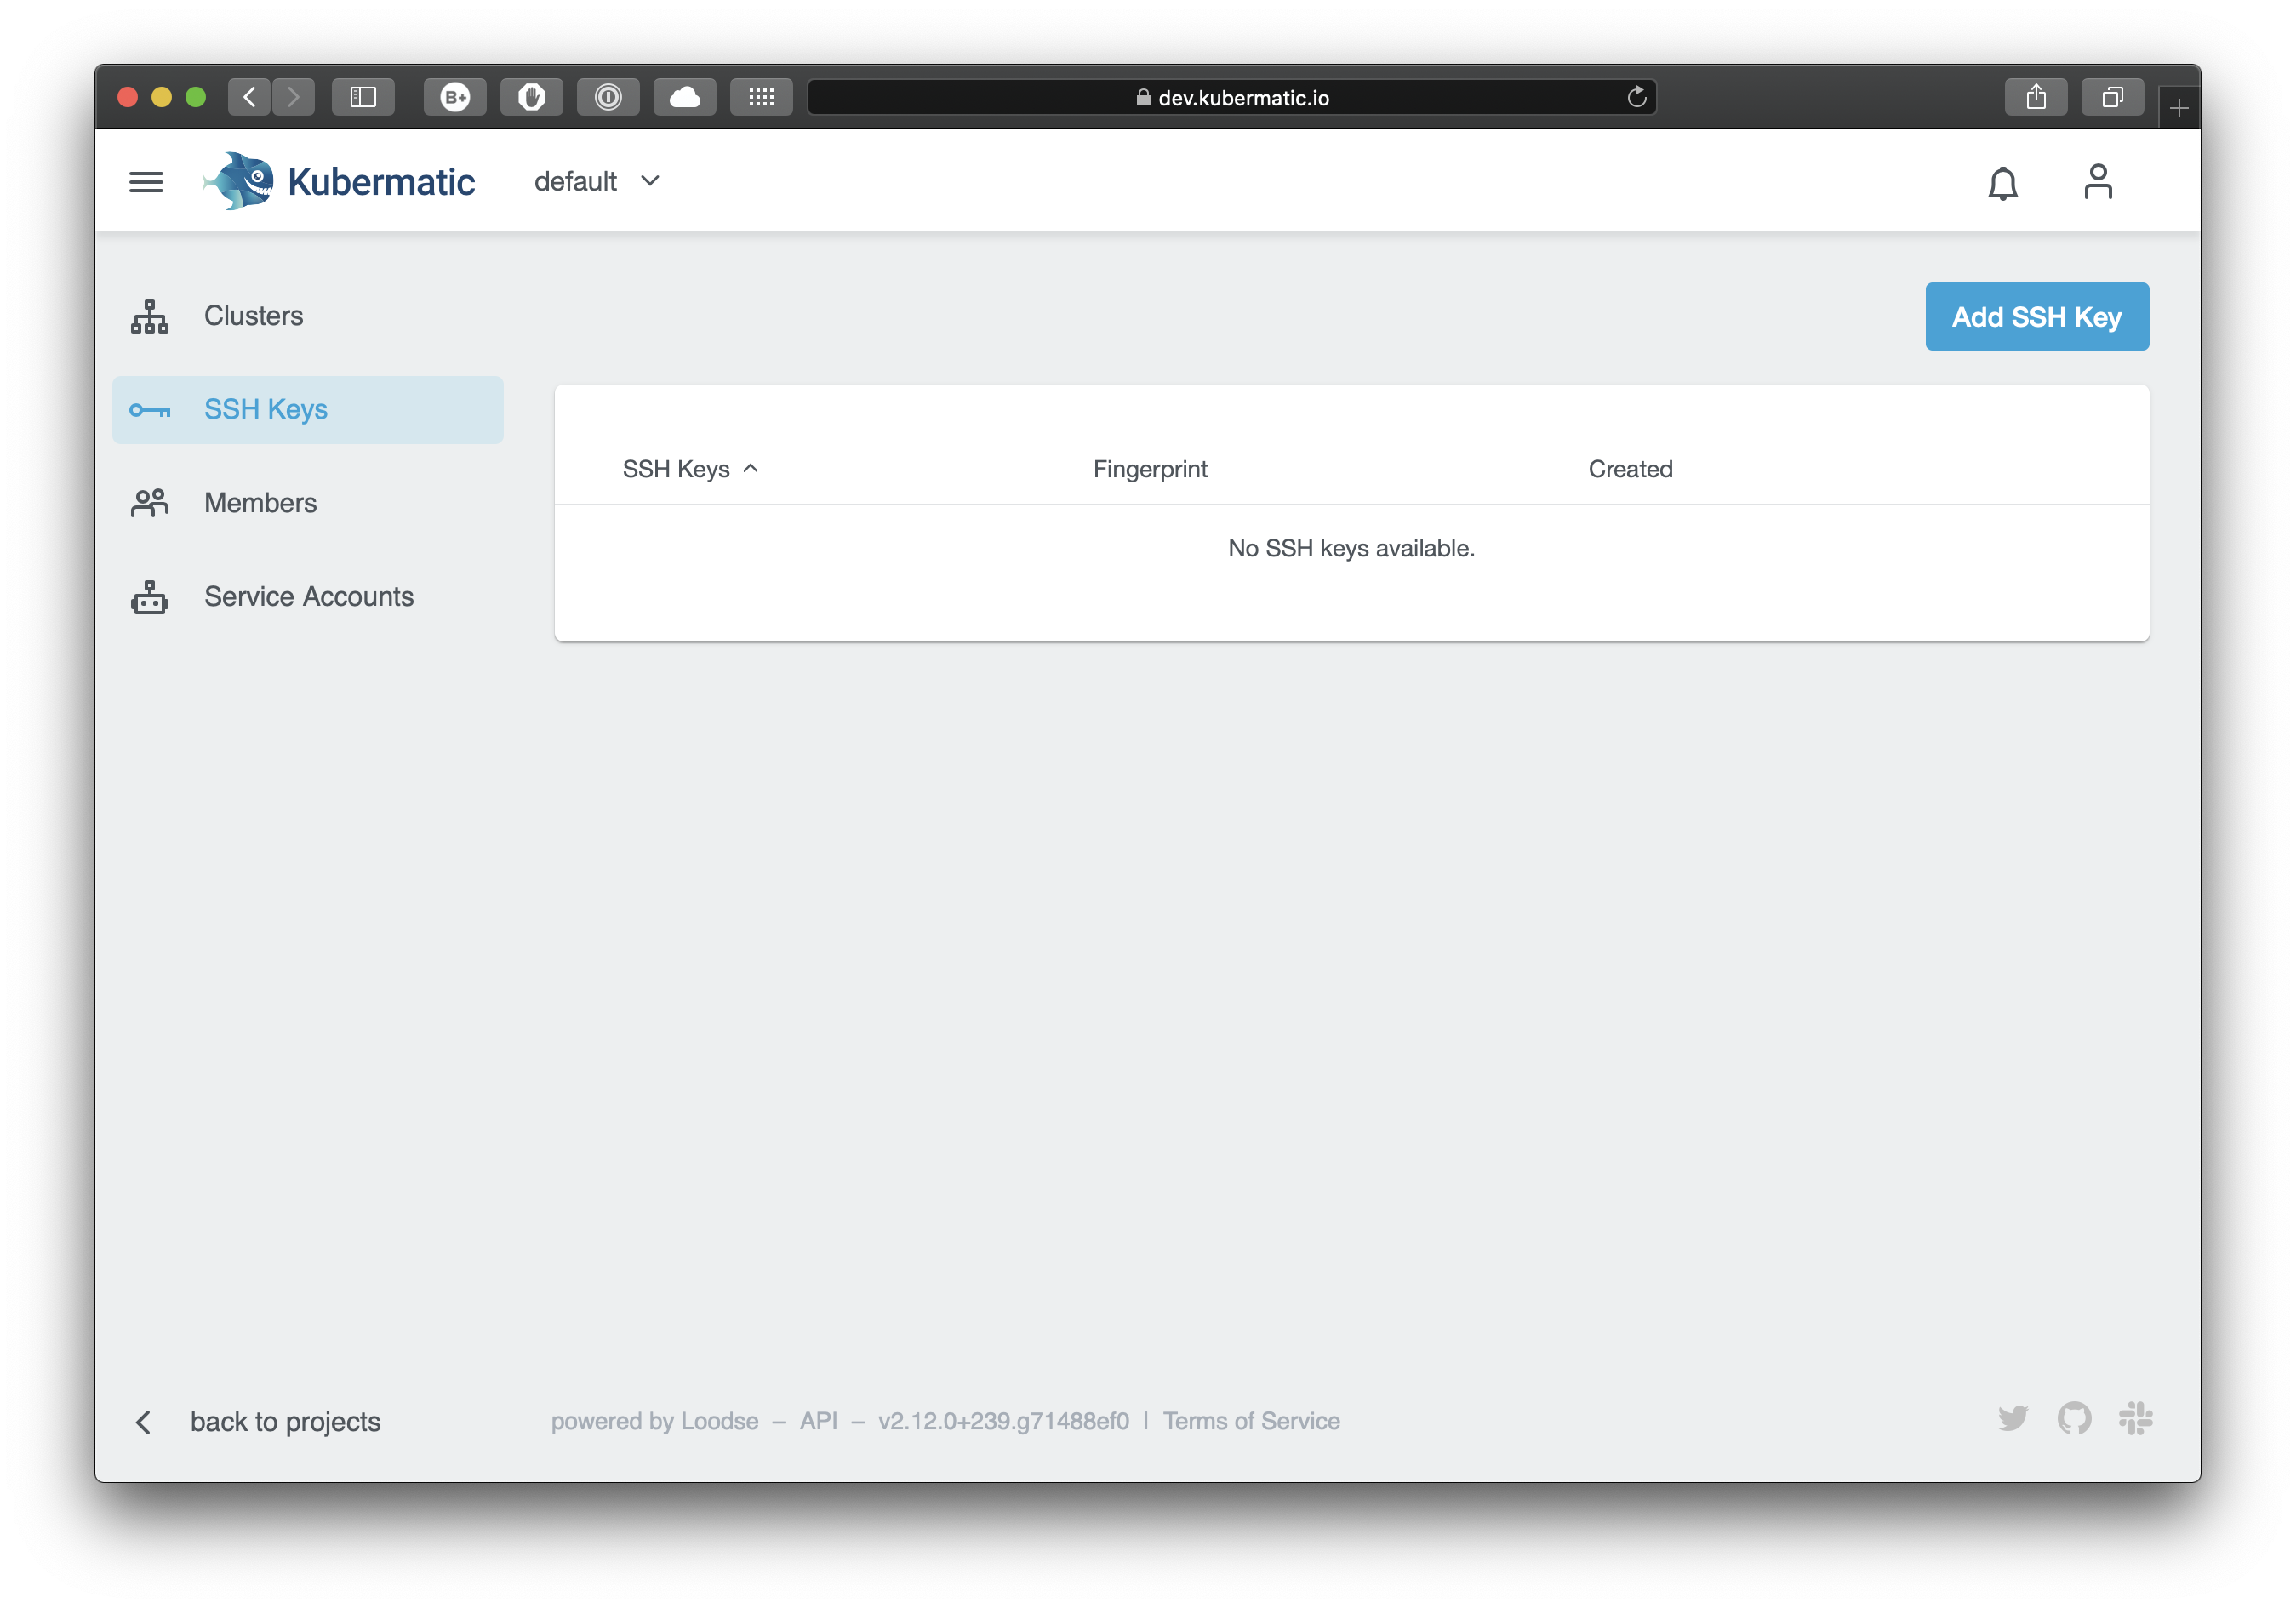 B+
dev.kubermatic.io
Kubermatic
default
Clusters
Add SSH Key
SSH Keys
Members
Service Accounts
SSH Keys Fingerprint Created
No SSH keys available.
back to projects
powered by Loodse – API – v2.12.0+239.g71488ef0 | Terms of Service